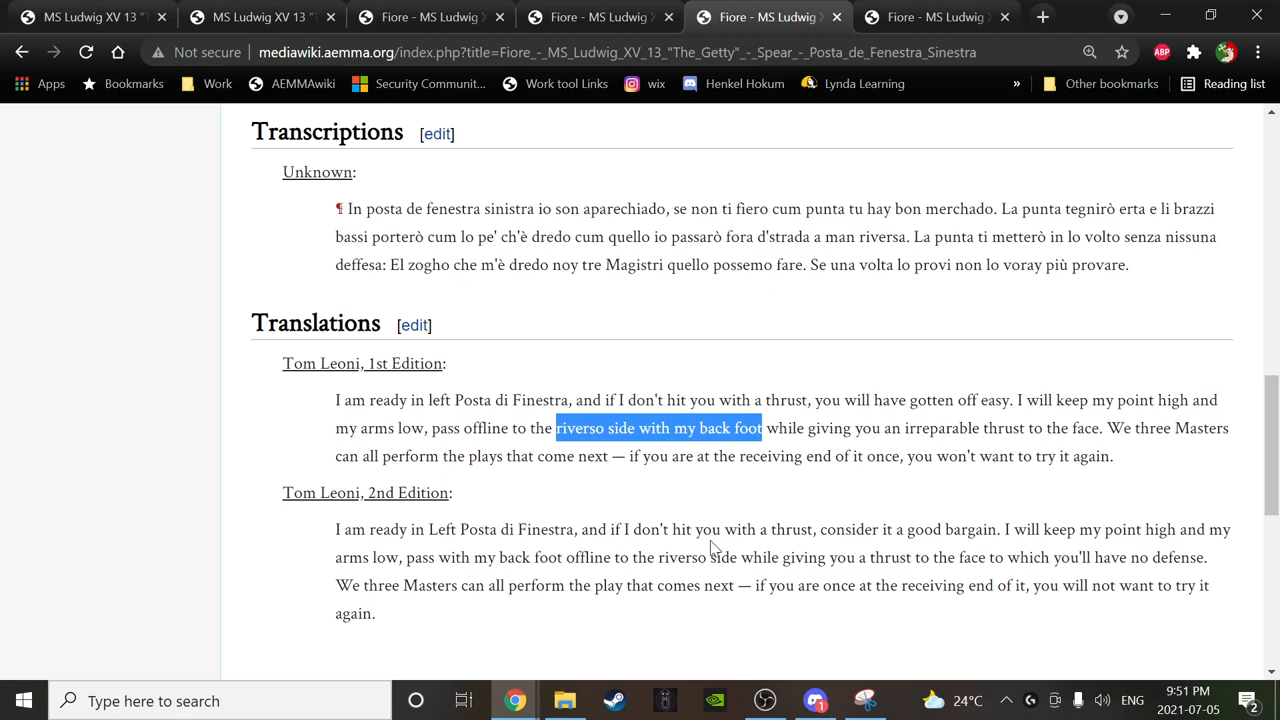 MS Ludwig XV 13 "T
MS Ludwig XV 13 "T
Fiore - MS Ludwig X
Fiore - MS Ludwig X
Fiore - MS Ludwig X
Fiore - MS Ludwig X
Not secure mediawiki.aemma.org/index.php?title=Fiore_-_MS_Ludwig_XV_13_"The_Getty"_-_Spear_-_Posta_de_Fenestra_Sinestra
ABP
Apps Bookmarks Work AEMMAwiki Security Communit... Work tool Links wix Henkel Hokum Lynda Learning » Other bookmarks Reading list
Transcriptions [edit]
Unknown:
¶ In posta de fenestra sinistra io son aparechiado, se non ti fiero cum punta tu hay bon merchado. La punta tegnirò erta e li brazzi
bassi porterò cum lo pe' ch'è dredo cum quello io passarò fora d'strada a man riversa. La punta ti metterò in lo volto senza nissuna
deffesa: El zogho che m'è dredo noy tre Magistri quello possemo fare. Se una volta lo provi non lo voray più provare.
Translations [edit]
Tom Leoni, 1st Edition:
I am ready in left Posta di Finestra, and if I don't hit you with a thrust, you will have gotten off easy. I will keep my point high and
my arms low, pass offline to the riverso side with my back foot while giving you an irreparable thrust to the face. We three Masters
can all perform the plays that come next — if you are at the receiving end of it once, you won't want to try it again.
Tom Leoni, 2nd Edition:
I am ready in Left Posta di Finestra, and if I don't hit you with a thrust, consider it a good bargain. I will keep my point high and my
arms low, pass with my back foot offline to the riverso side while giving you a thrust to the face to which you'll have no defense.
We three Masters can all perform the play that comes next — if you are once at the receiving end of it, you will not want to try it
again.
Type here to search
1
24°C
ENG
9:51 PM
2021-07-05
2